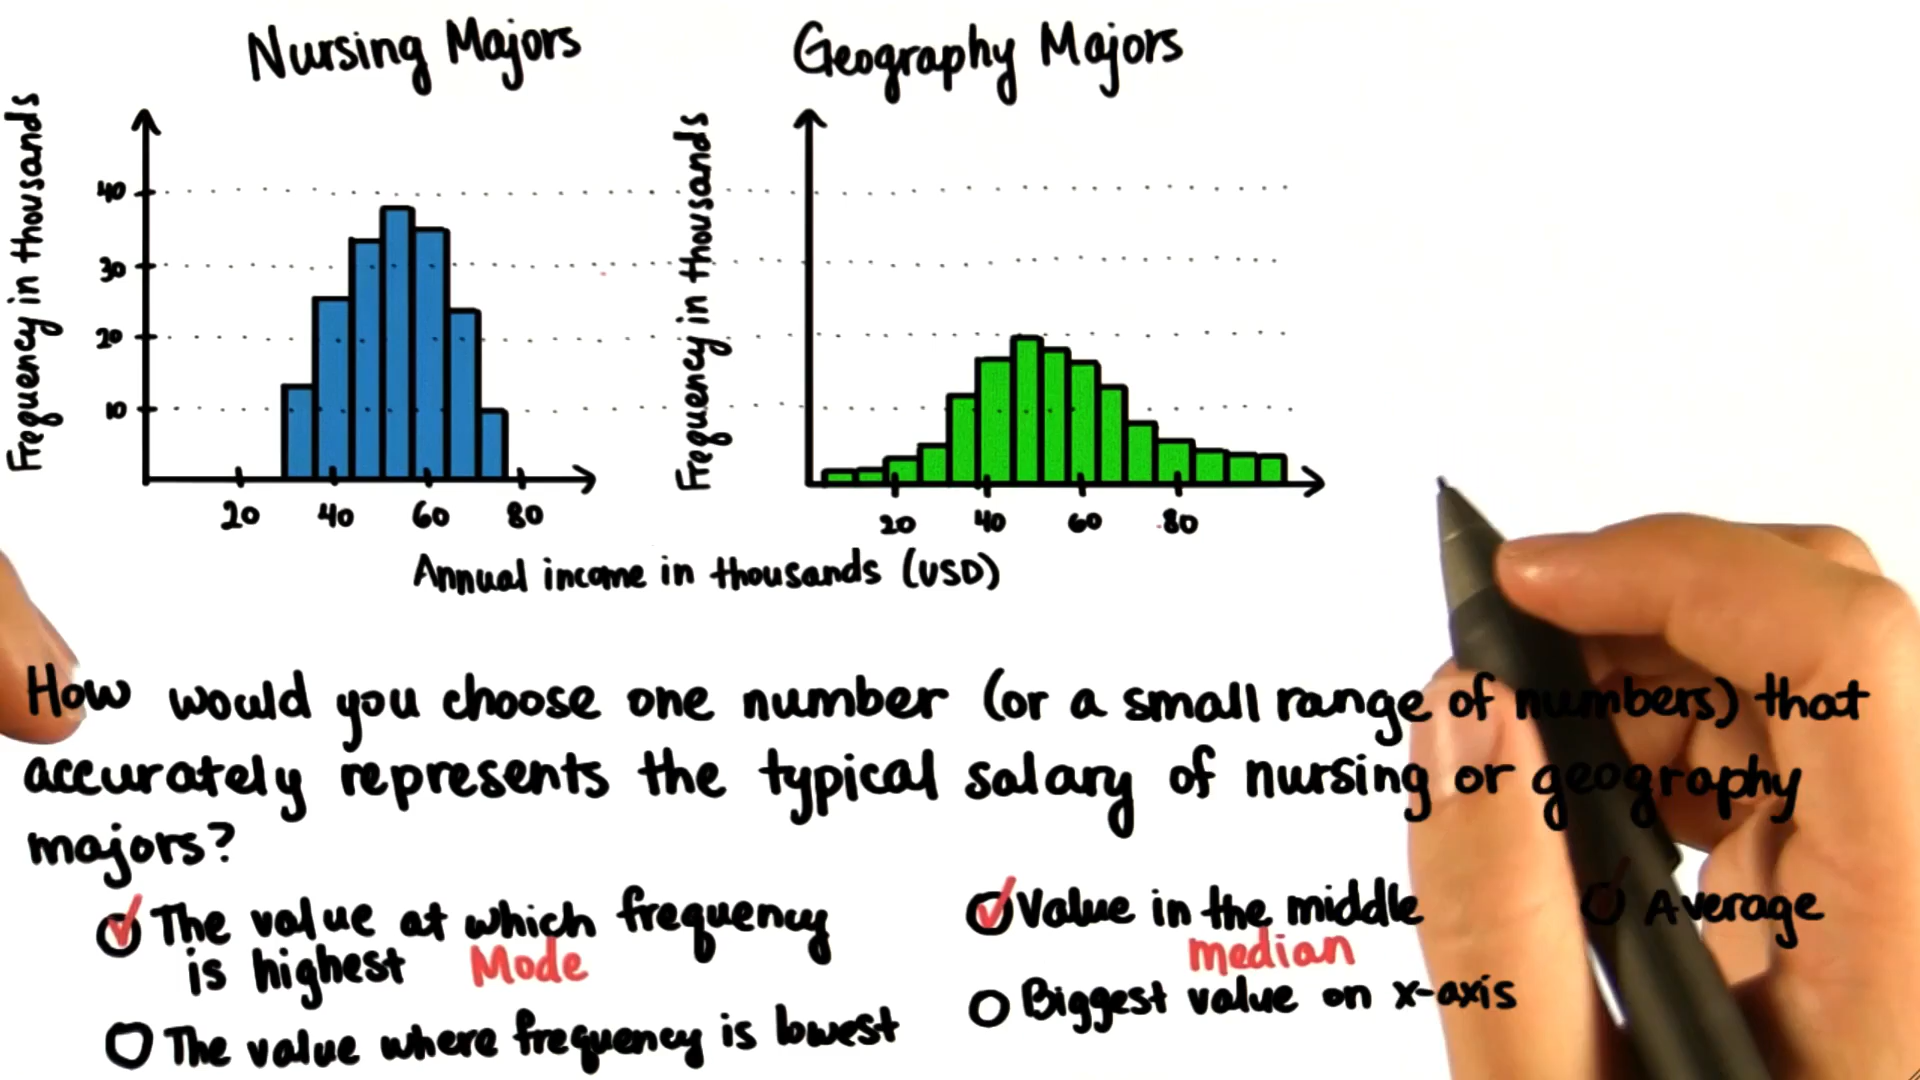 Nursing Majors
Geography Majors
Frequency in thousands
40
30
20
10
20 40 60 80
Frequency in thousands
20 40 60 80
Annual income in thousands (USD)
How would you choose one number (or a small range of numbers) that
accurately represents the typical salary of nursing or geography
majors?
The value at which frequency
is highest Mode
The value where frequency is lowest
Value in the middle
median
Biggest value on x-axis
Average